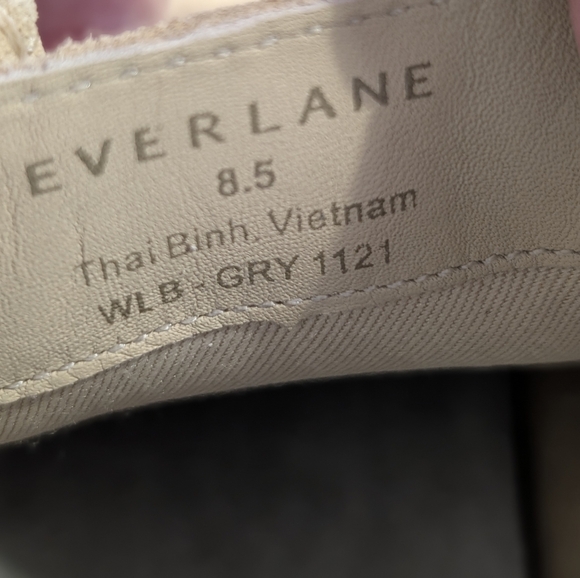 EVERLANE
8.5
Thai Binh, Vietnam
WLB - GRY 1121